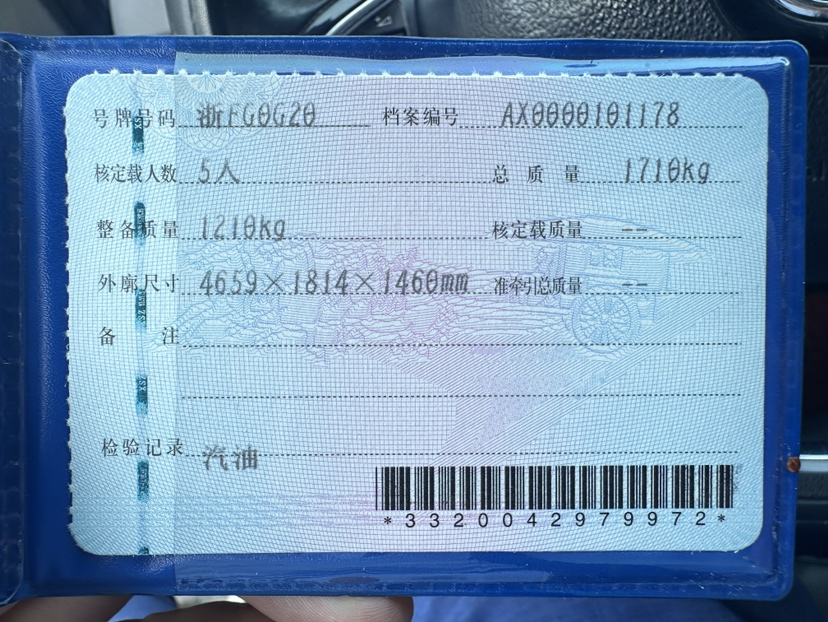 号牌号码 浙FG0G20 档案编号 AX0000101178
核定载人数 5人 总质量 1710kg
整备质量 1210kg 核定载质量 --
外廓尺寸 4659×1814×1460mm 准牵引总质量 --
备注
检验记录 汽油
*3320042979972*